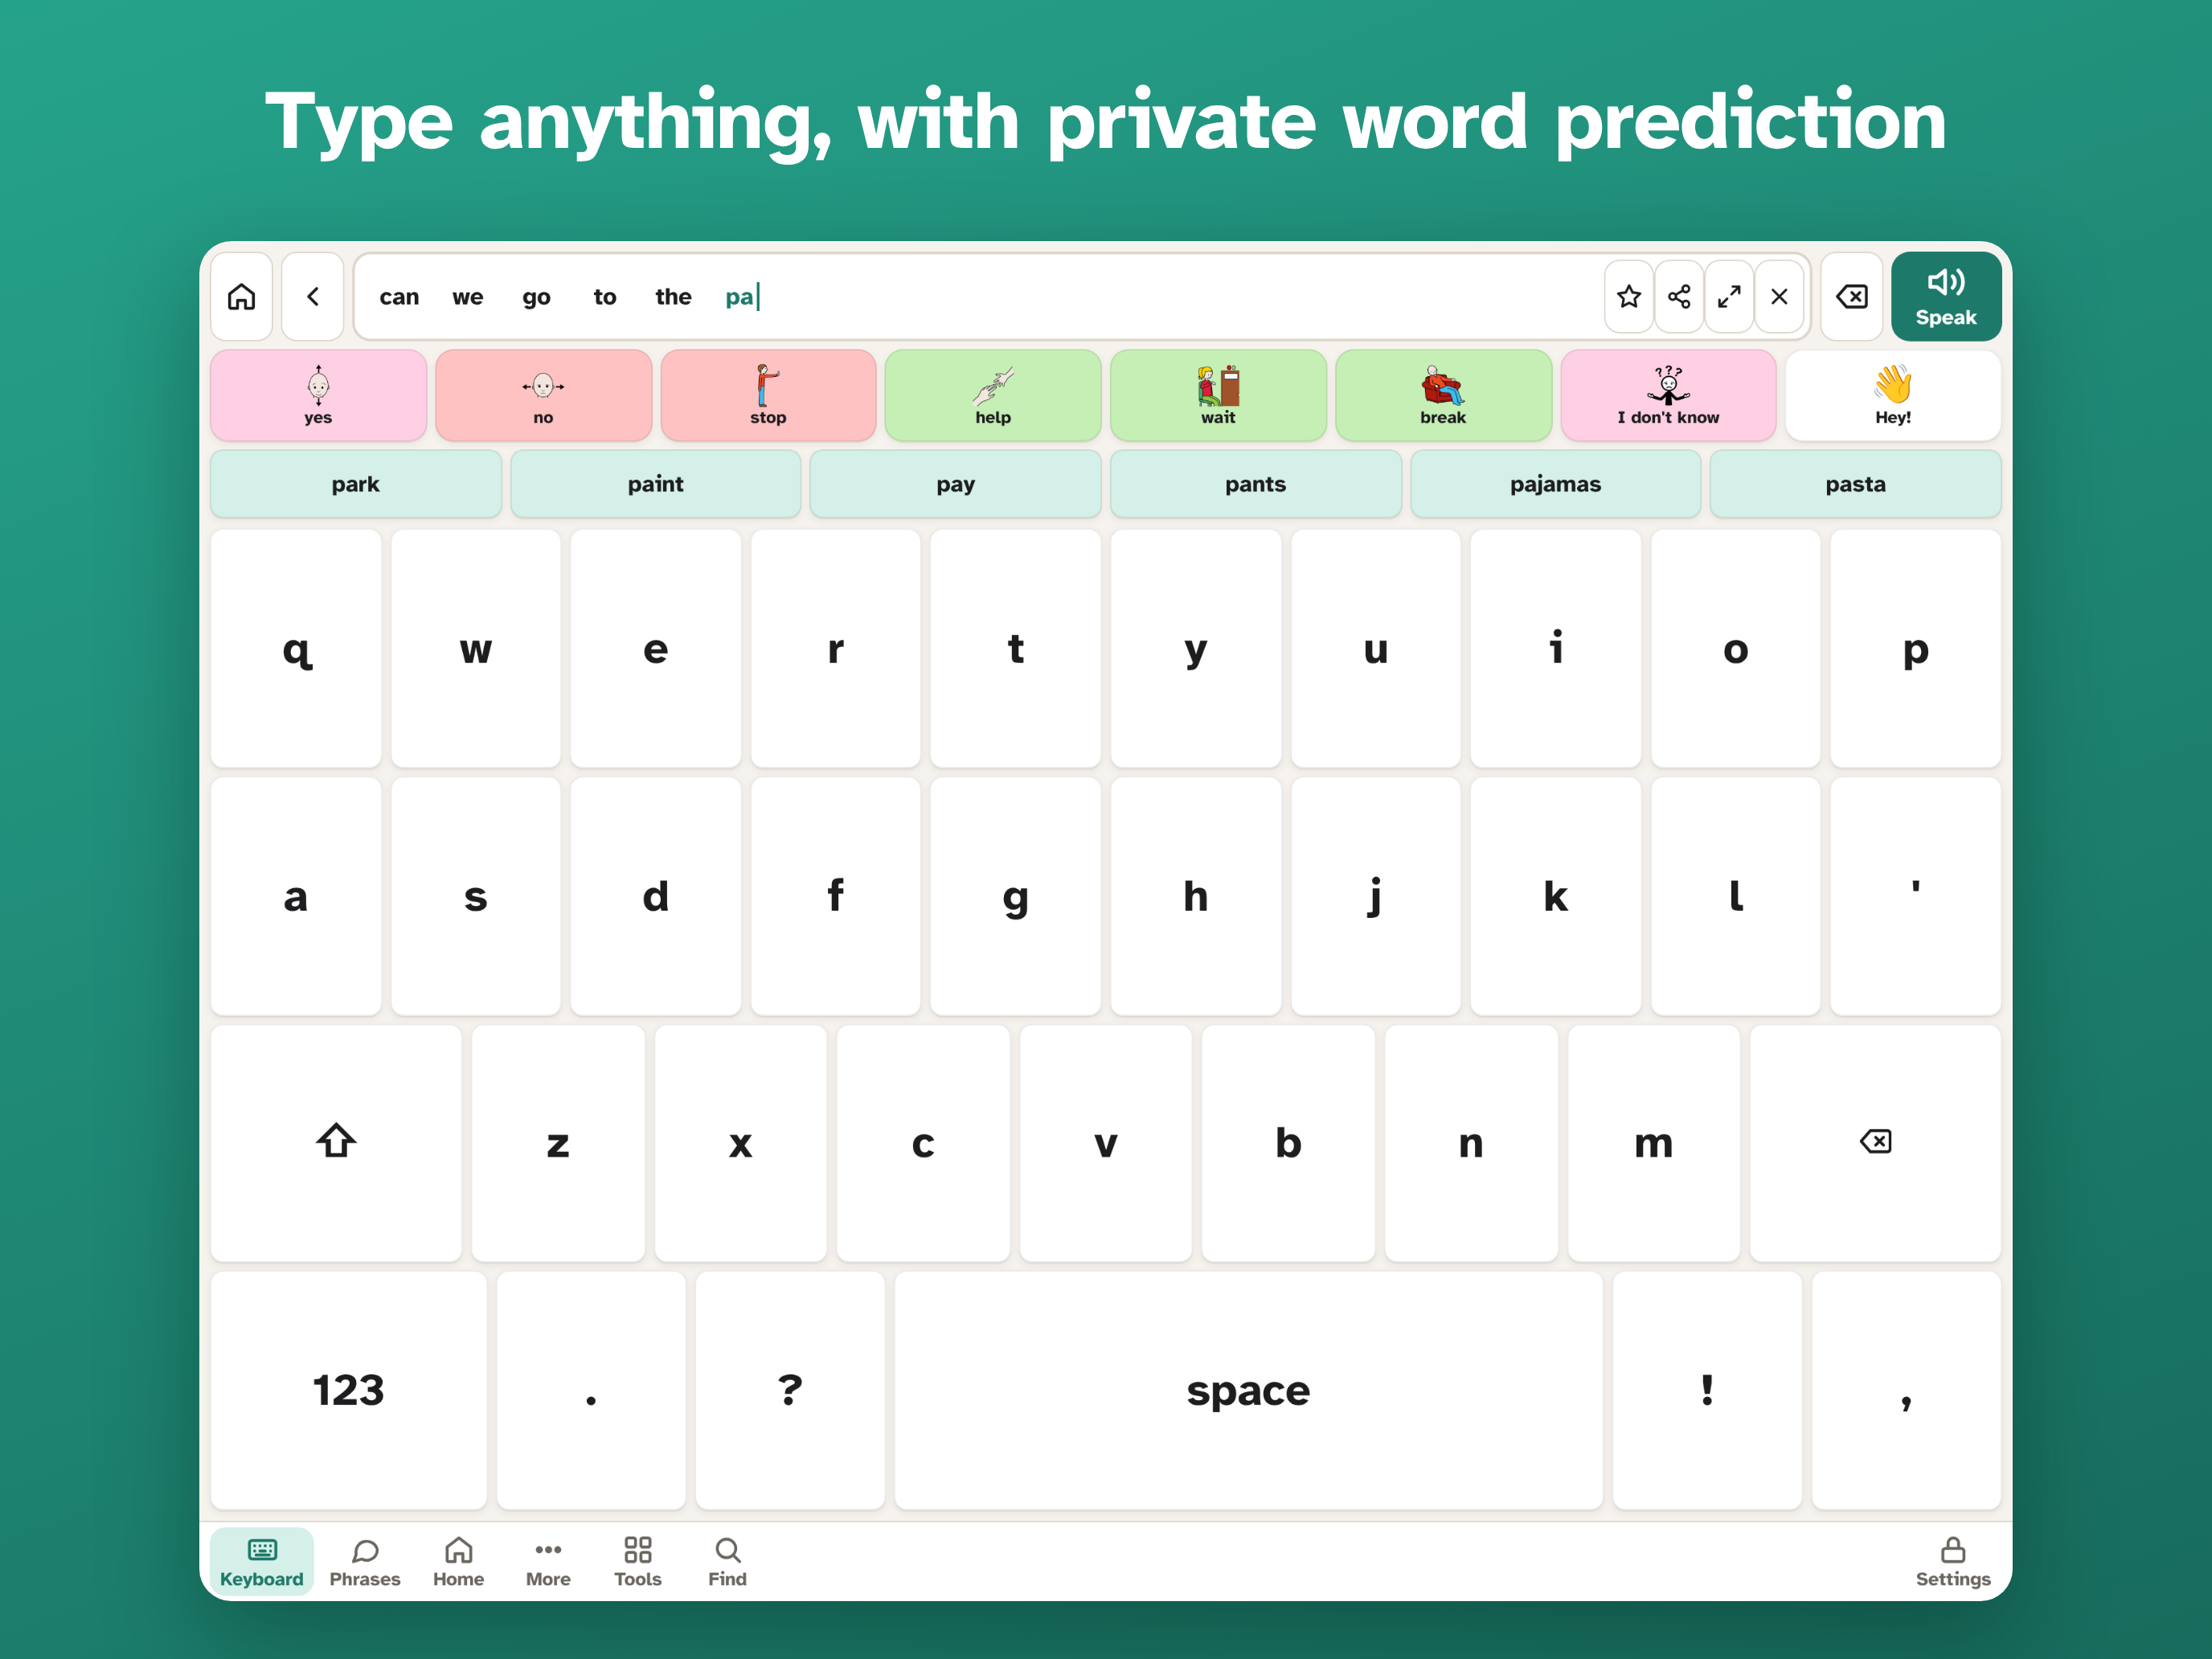 Type anything, with private word prediction
can we go to the pa
Speak
yes no stop help wait break ??? I don't know Hey!
park paint pay pants pajamas pasta
q w e r t y u i o p
a s d f g h j k l '
z x c v b n m
123 . ? space ! ,
Keyboard Phrases Home More Tools Find Settings